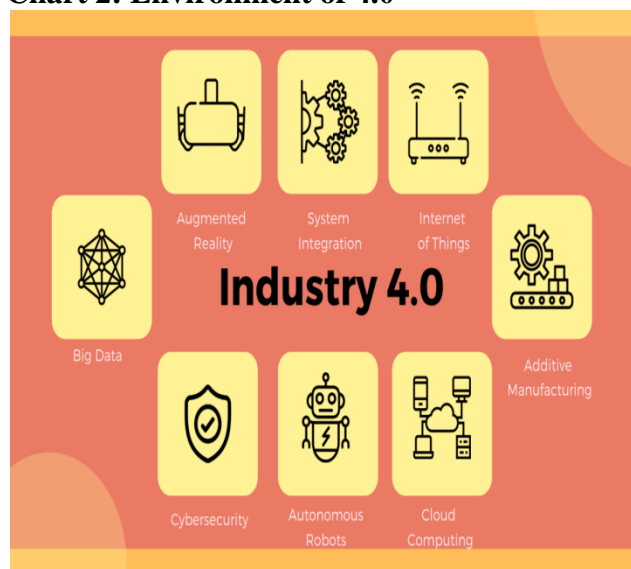 Augmented
Reality
System
Integration
Internet
of Things
Industry 4.0
Big Data
Additive
Manufacturing
Cybersecurity
Autonomous
Robots
Cloud
Computing